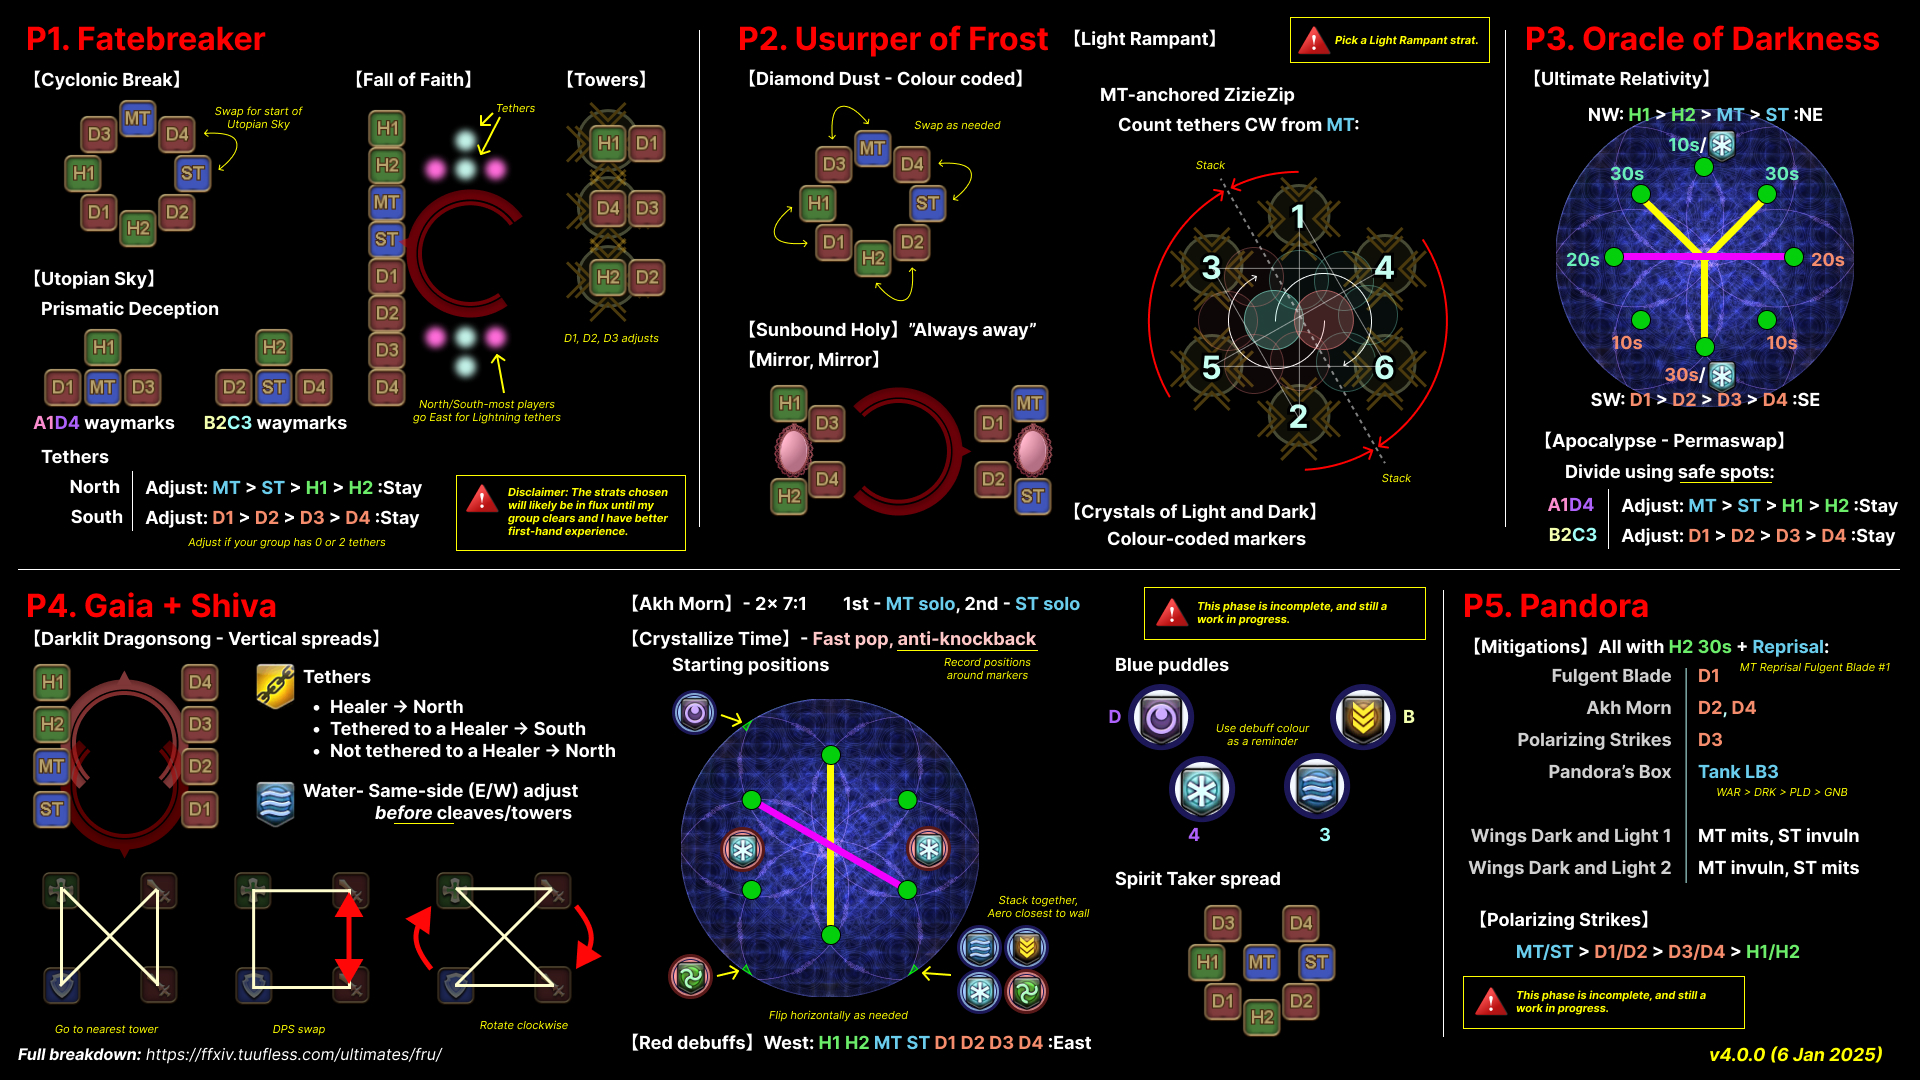 P1. Fatebreaker
【Cyclonic Break】
MT
D3
D4
H1
ST
D1
D2
H2
Swap for start of
Utopian Sky
【Fall of Faith】
H1
H2
MT
ST
D1
D2
D3
D4
Tethers
North/South-most players
go East for Lightning tethers
【Towers】
H1 D1
D4 D3
H2 D2
D1, D2, D3 adjusts
【Utopian Sky】
Prismatic Deception
H1
D1 MT D3
A1D4 waymarks
H2
D2 ST D4
B2C3 waymarks
Tethers
North Adjust: MT > ST > H1 > H2 :Stay
South Adjust: D1 > D2 > D3 > D4 :Stay
Adjust if your group has 0 or 2 tethers
Disclaimer: The strats chosen
will likely be in flux until my
group clears and I have better
first-hand experience.
P2. Usurper of Frost
【Diamond Dust - Colour coded】
MT
D3
D4
H1
ST
D1
D2
H2
Swap as needed
【Sunbound Holy】"Always away"
【Mirror, Mirror】
H1
D3
D4
H2
MT
D1
D2
ST
【Light Rampant】
Pick a Light Rampant strat.
MT-anchored ZizieZip
Count tethers CW from MT:
Stack
1
3
4
5
6
2
Stack
【Crystals of Light and Dark】
Colour-coded markers
P3. Oracle of Darkness
【Ultimate Relativity】
NW: H1 > H2 > MT > ST :NE
10s/
30s
30s
20s
20s
10s
10s
30s/
SW: D1 > D2 > D3 > D4 :SE
【Apocalypse - Permaswap】
Divide using safe spots:
A1D4 Adjust: MT > ST > H1 > H2 :Stay
B2C3 Adjust: D1 > D2 > D3 > D4 :Stay
P4. Gaia + Shiva
【Darklit Dragonsong - Vertical spreads】
H1
H2
MT
ST
D4
D3
D2
D1
Tethers
• Healer → North
• Tethered to a Healer → South
• Not tethered to a Healer → North
Water- Same-side (E/W) adjust
before cleaves/towers
Go to nearest tower
DPS swap
Rotate clockwise
Full breakdown: https://ffxiv.tuufless.com/ultimates/fru/
【Akh Morn】- 2× 7:1 1st - MT solo, 2nd - ST solo
【Crystallize Time】- Fast pop, anti-knockback
Starting positions
Record positions
around markers
Stack together,
Aero closest to wall
Flip horizontally as needed
【Red debuffs】West: H1 H2 MT ST D1 D2 D3 D4 :East
This phase is incomplete, and still a
work in progress.
Blue puddles
D
B
Use debuff colour
as a reminder
4
3
Spirit Taker spread
D3
D4
H1
MT
ST
D1
D2
H2
P5. Pandora
【Mitigations】All with H2 30s + Reprisal:
MT Reprisal Fulgent Blade #1
Fulgent Blade D1
Akh Morn D2, D4
Polarizing Strikes D3
Pandora's Box Tank LB3
WAR > DRK > PLD > GNB
Wings Dark and Light 1 MT mits, ST invuln
Wings Dark and Light 2 MT invuln, ST mits
【Polarizing Strikes】
MT/ST > D1/D2 > D3/D4 > H1/H2
This phase is incomplete, and still a
work in progress.
v4.0.0 (6 Jan 2025)